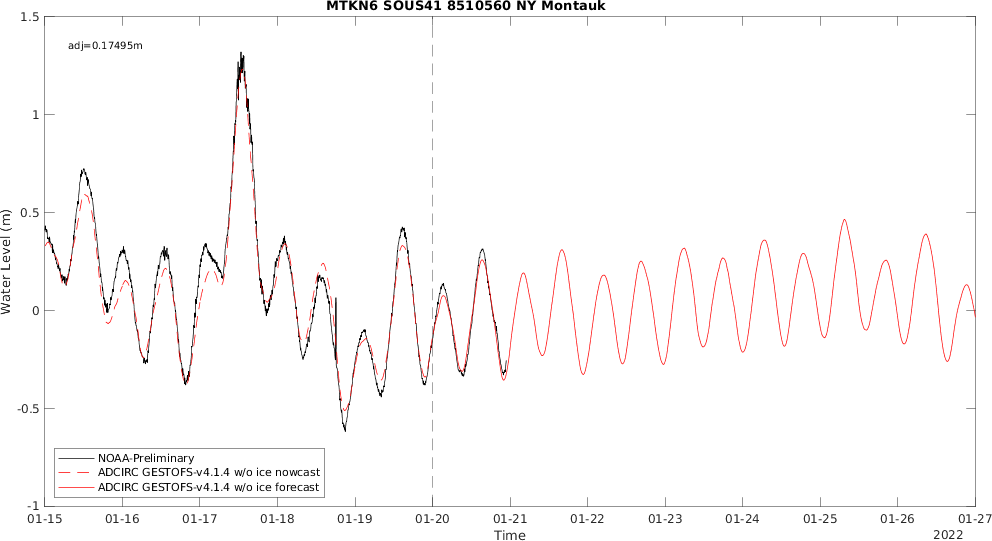 MTKN6 SOUS41 8510560 NY Montauk
adj=0.17495m
1.5
1
0.5
0
-0.5
-1
Water Level (m)
NOAA-Preliminary
ADCIRC GESTOFS-v4.1.4 w/o ice nowcast
ADCIRC GESTOFS-v4.1.4 w/o ice forecast
01-15 01-16 01-17 01-18 01-19 01-20 01-21 01-22 01-23 01-24 01-25 01-26 01-27
Time
2022